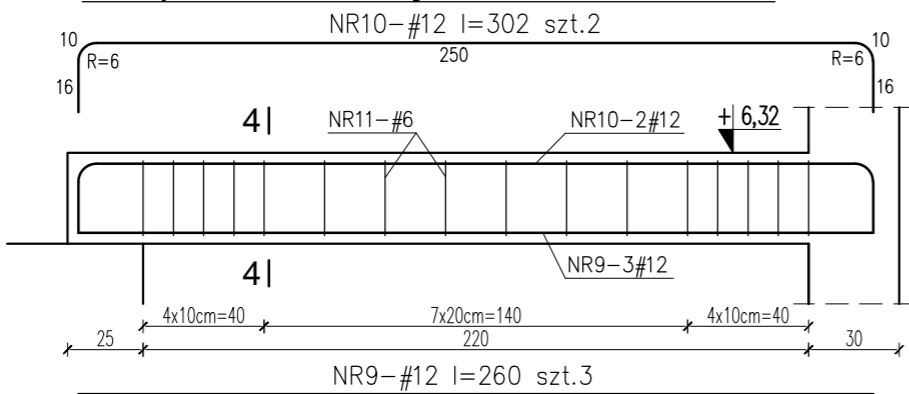 NR10-#12 l=302 szt.2
10
10
R=6
250
R=6
16
16
4
NR11-#6
NR10-2#12
+ 6,32
4
NR9-3#12
4x10cm=40
7x20cm=140
4x10cm=40
25
220
30
NR9-#12 l=260 szt.3